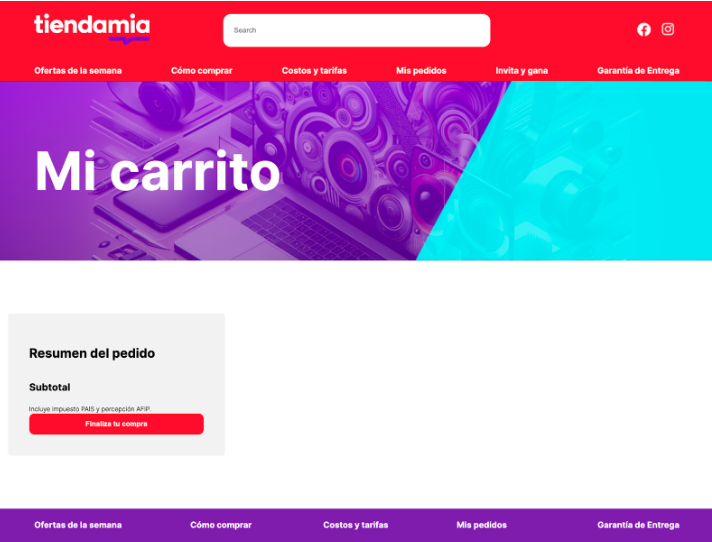 tiendamia
Search
Ofertas de la semana Cómo comprar Costos y tarifas Mis pedidos Invita y gana Garantía de Entrega
Mi carrito
Resumen del pedido
Subtotal
Incluye impuesto PAIS y percepción AFIP.
Finaliza tu compra
Ofertas de la semana Cómo comprar Costos y tarifas Mis pedidos Garantía de Entrega